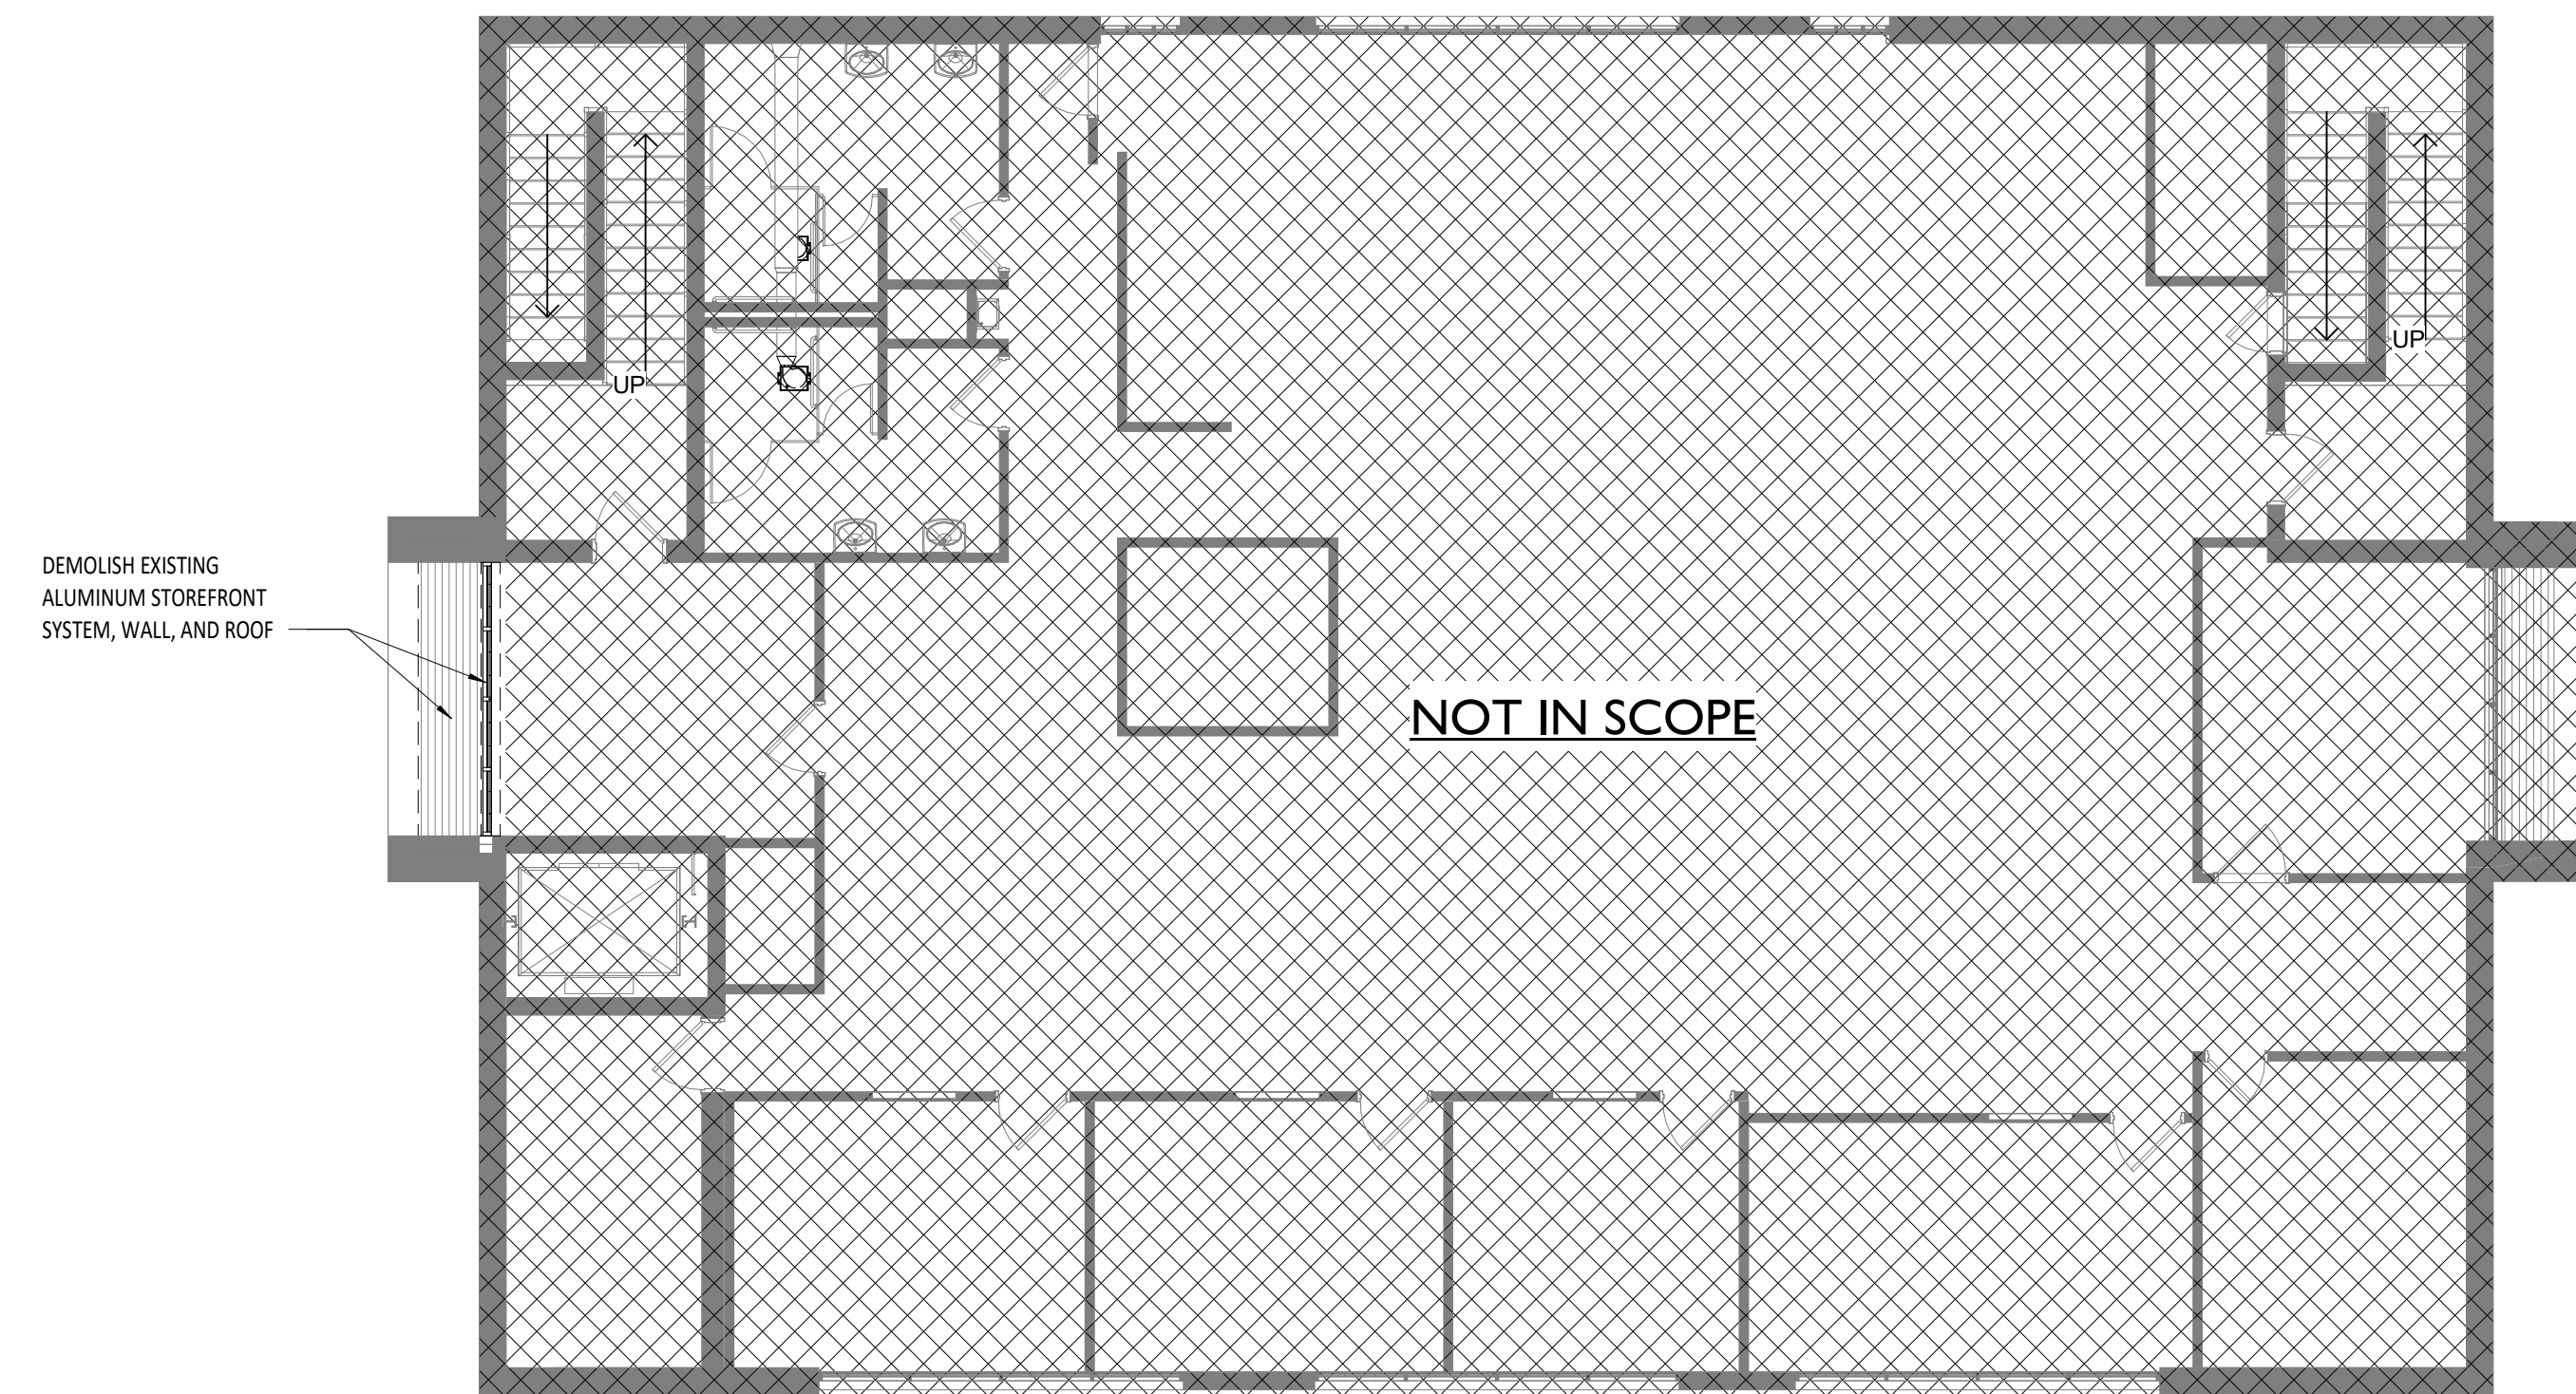 UP
UP
DEMOLISH EXISTING
ALUMINUM STOREFRONT
SYSTEM, WALL, AND ROOF
NOT IN SCOPE